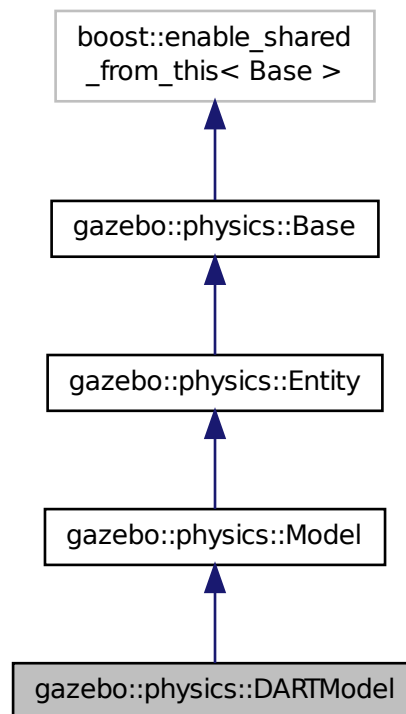 boost::enable_shared
_from_this< Base >
gazebo::physics::Base
gazebo::physics::Entity
gazebo::physics::Model
gazebo::physics::DARTModel